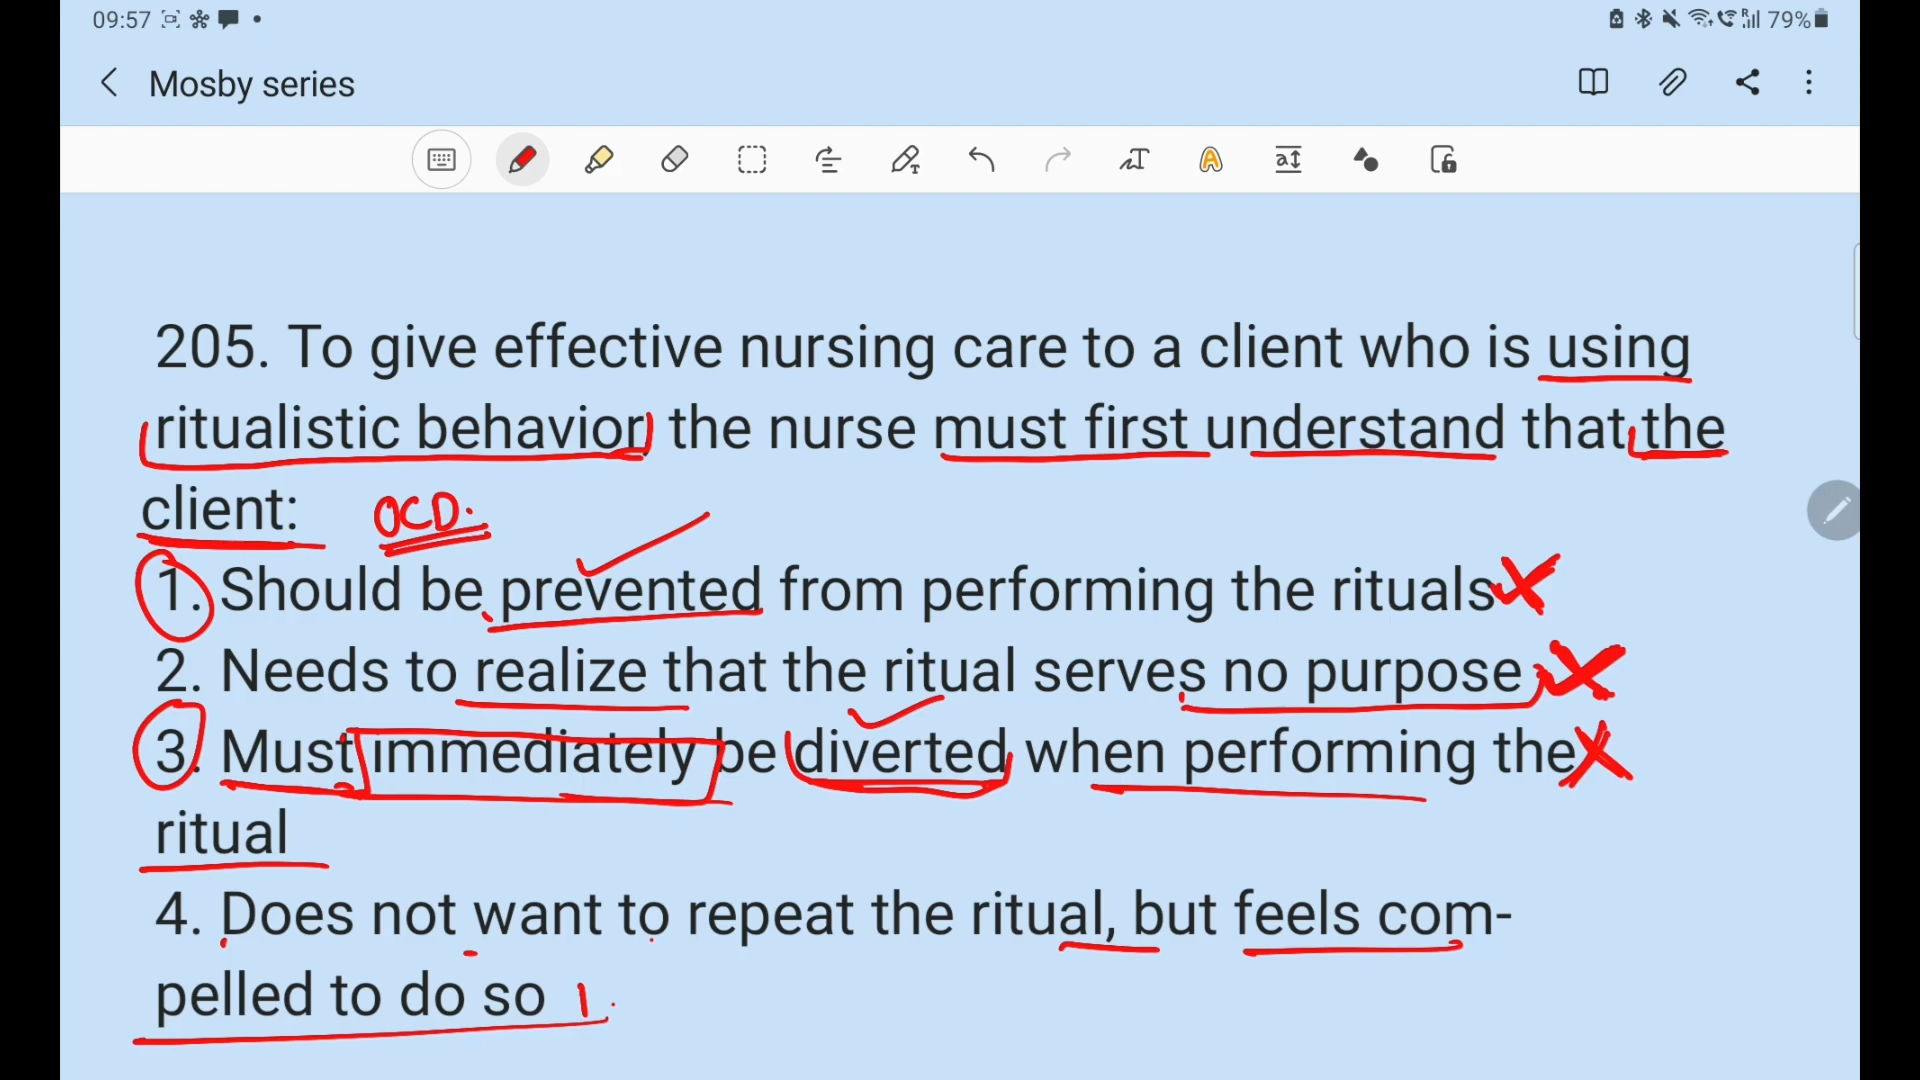 09:57
79%
Mosby series
205. To give effective nursing care to a client who is using
ritualistic behavior, the nurse must first understand that the
client: OCD.
1. Should be prevented from performing the rituals
2. Needs to realize that the ritual serves no purpose
3. Must immediately be diverted when performing the
ritual
4. Does not want to repeat the ritual, but feels com-
pelled to do so